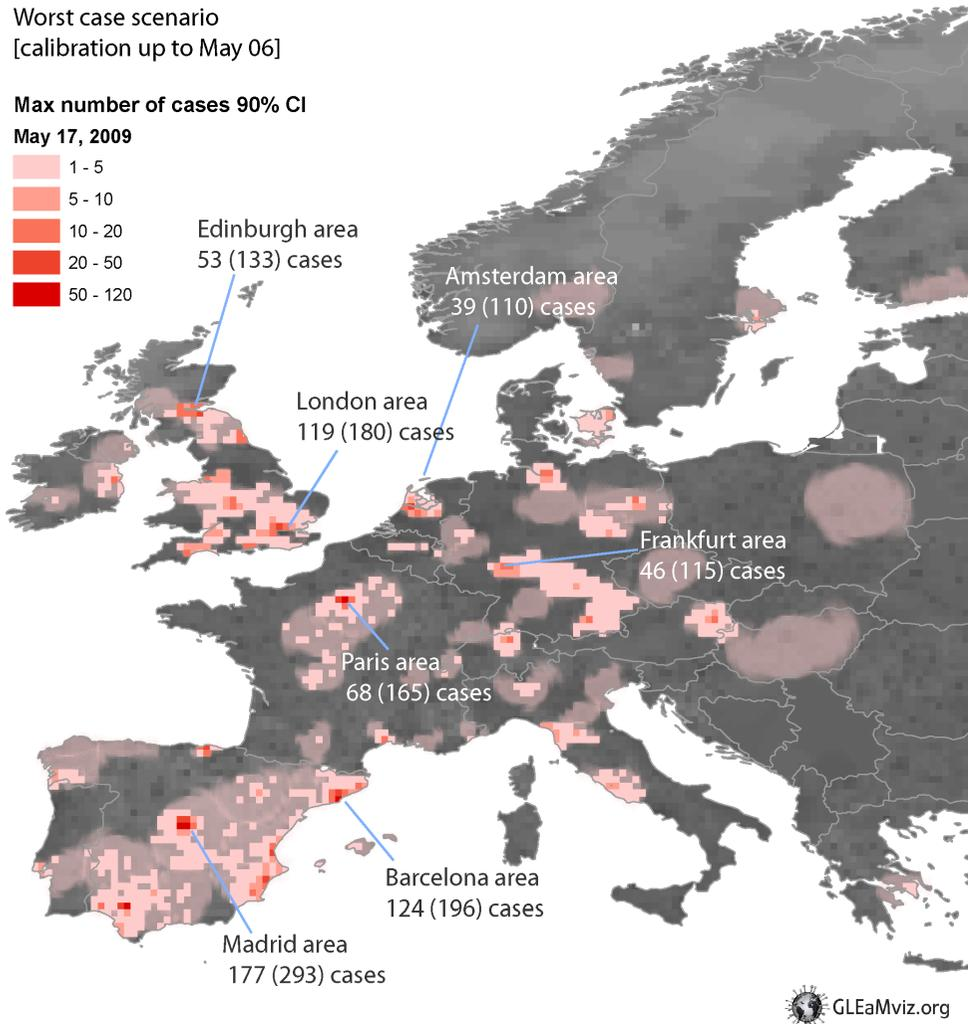 Worst case scenario
[calibration up to May 06]
Max number of cases 90% CI
May 17, 2009
1 - 5
5 - 10
10 - 20
20 - 50
50 - 120
Edinburgh area
53 (133) cases
Amsterdam area
39 (110) cases
London area
119 (180) cases
Frankfurt area
46 (115) cases
Paris area
68 (165) cases
Barcelona area
124 (196) cases
Madrid area
177 (293) cases
GLEaMviz.org